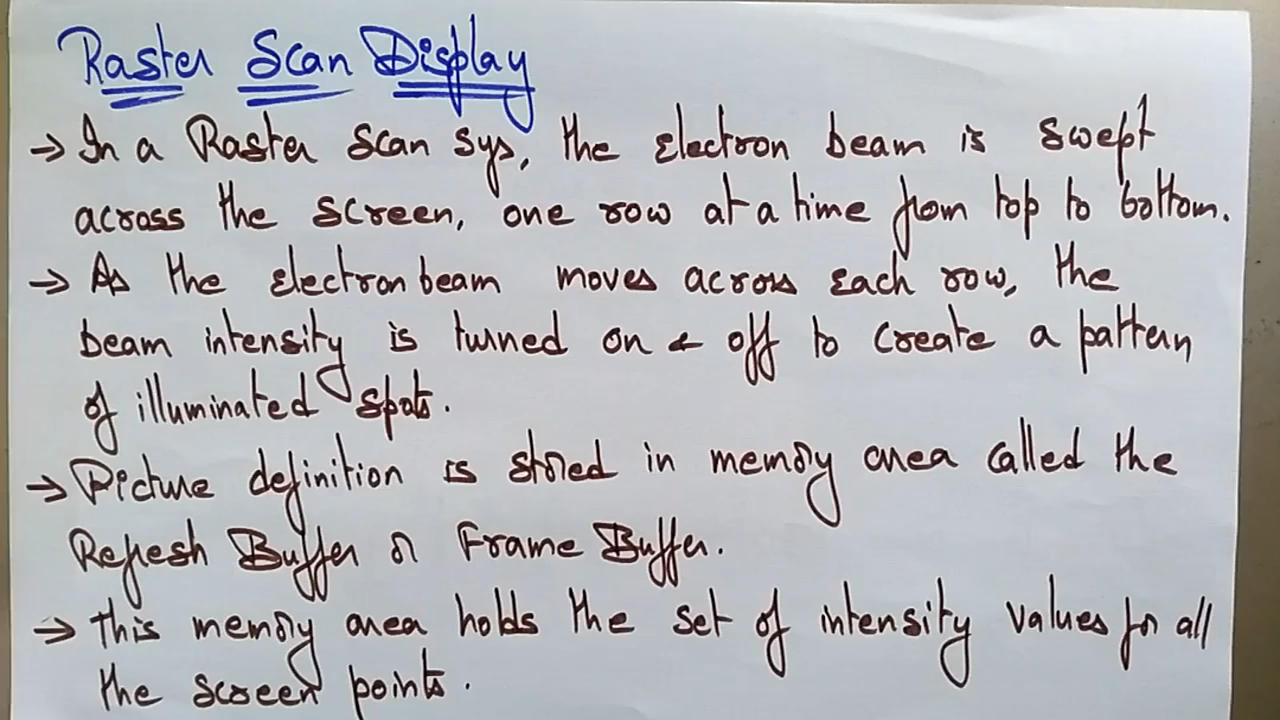 Raster Scan Display
→ In a Raster Scan sys, the electron beam is swept
across the screen, one row at a time from top to bottom.
→ As the electron beam moves across each row, the
beam intensity is turned on & off to create a pattern
of illuminated spots.
→ Picture definition is stored in memory area called the
Refresh Buffer or Frame Buffer.
→ this memory area holds the set of intensity values for all
the screen points.